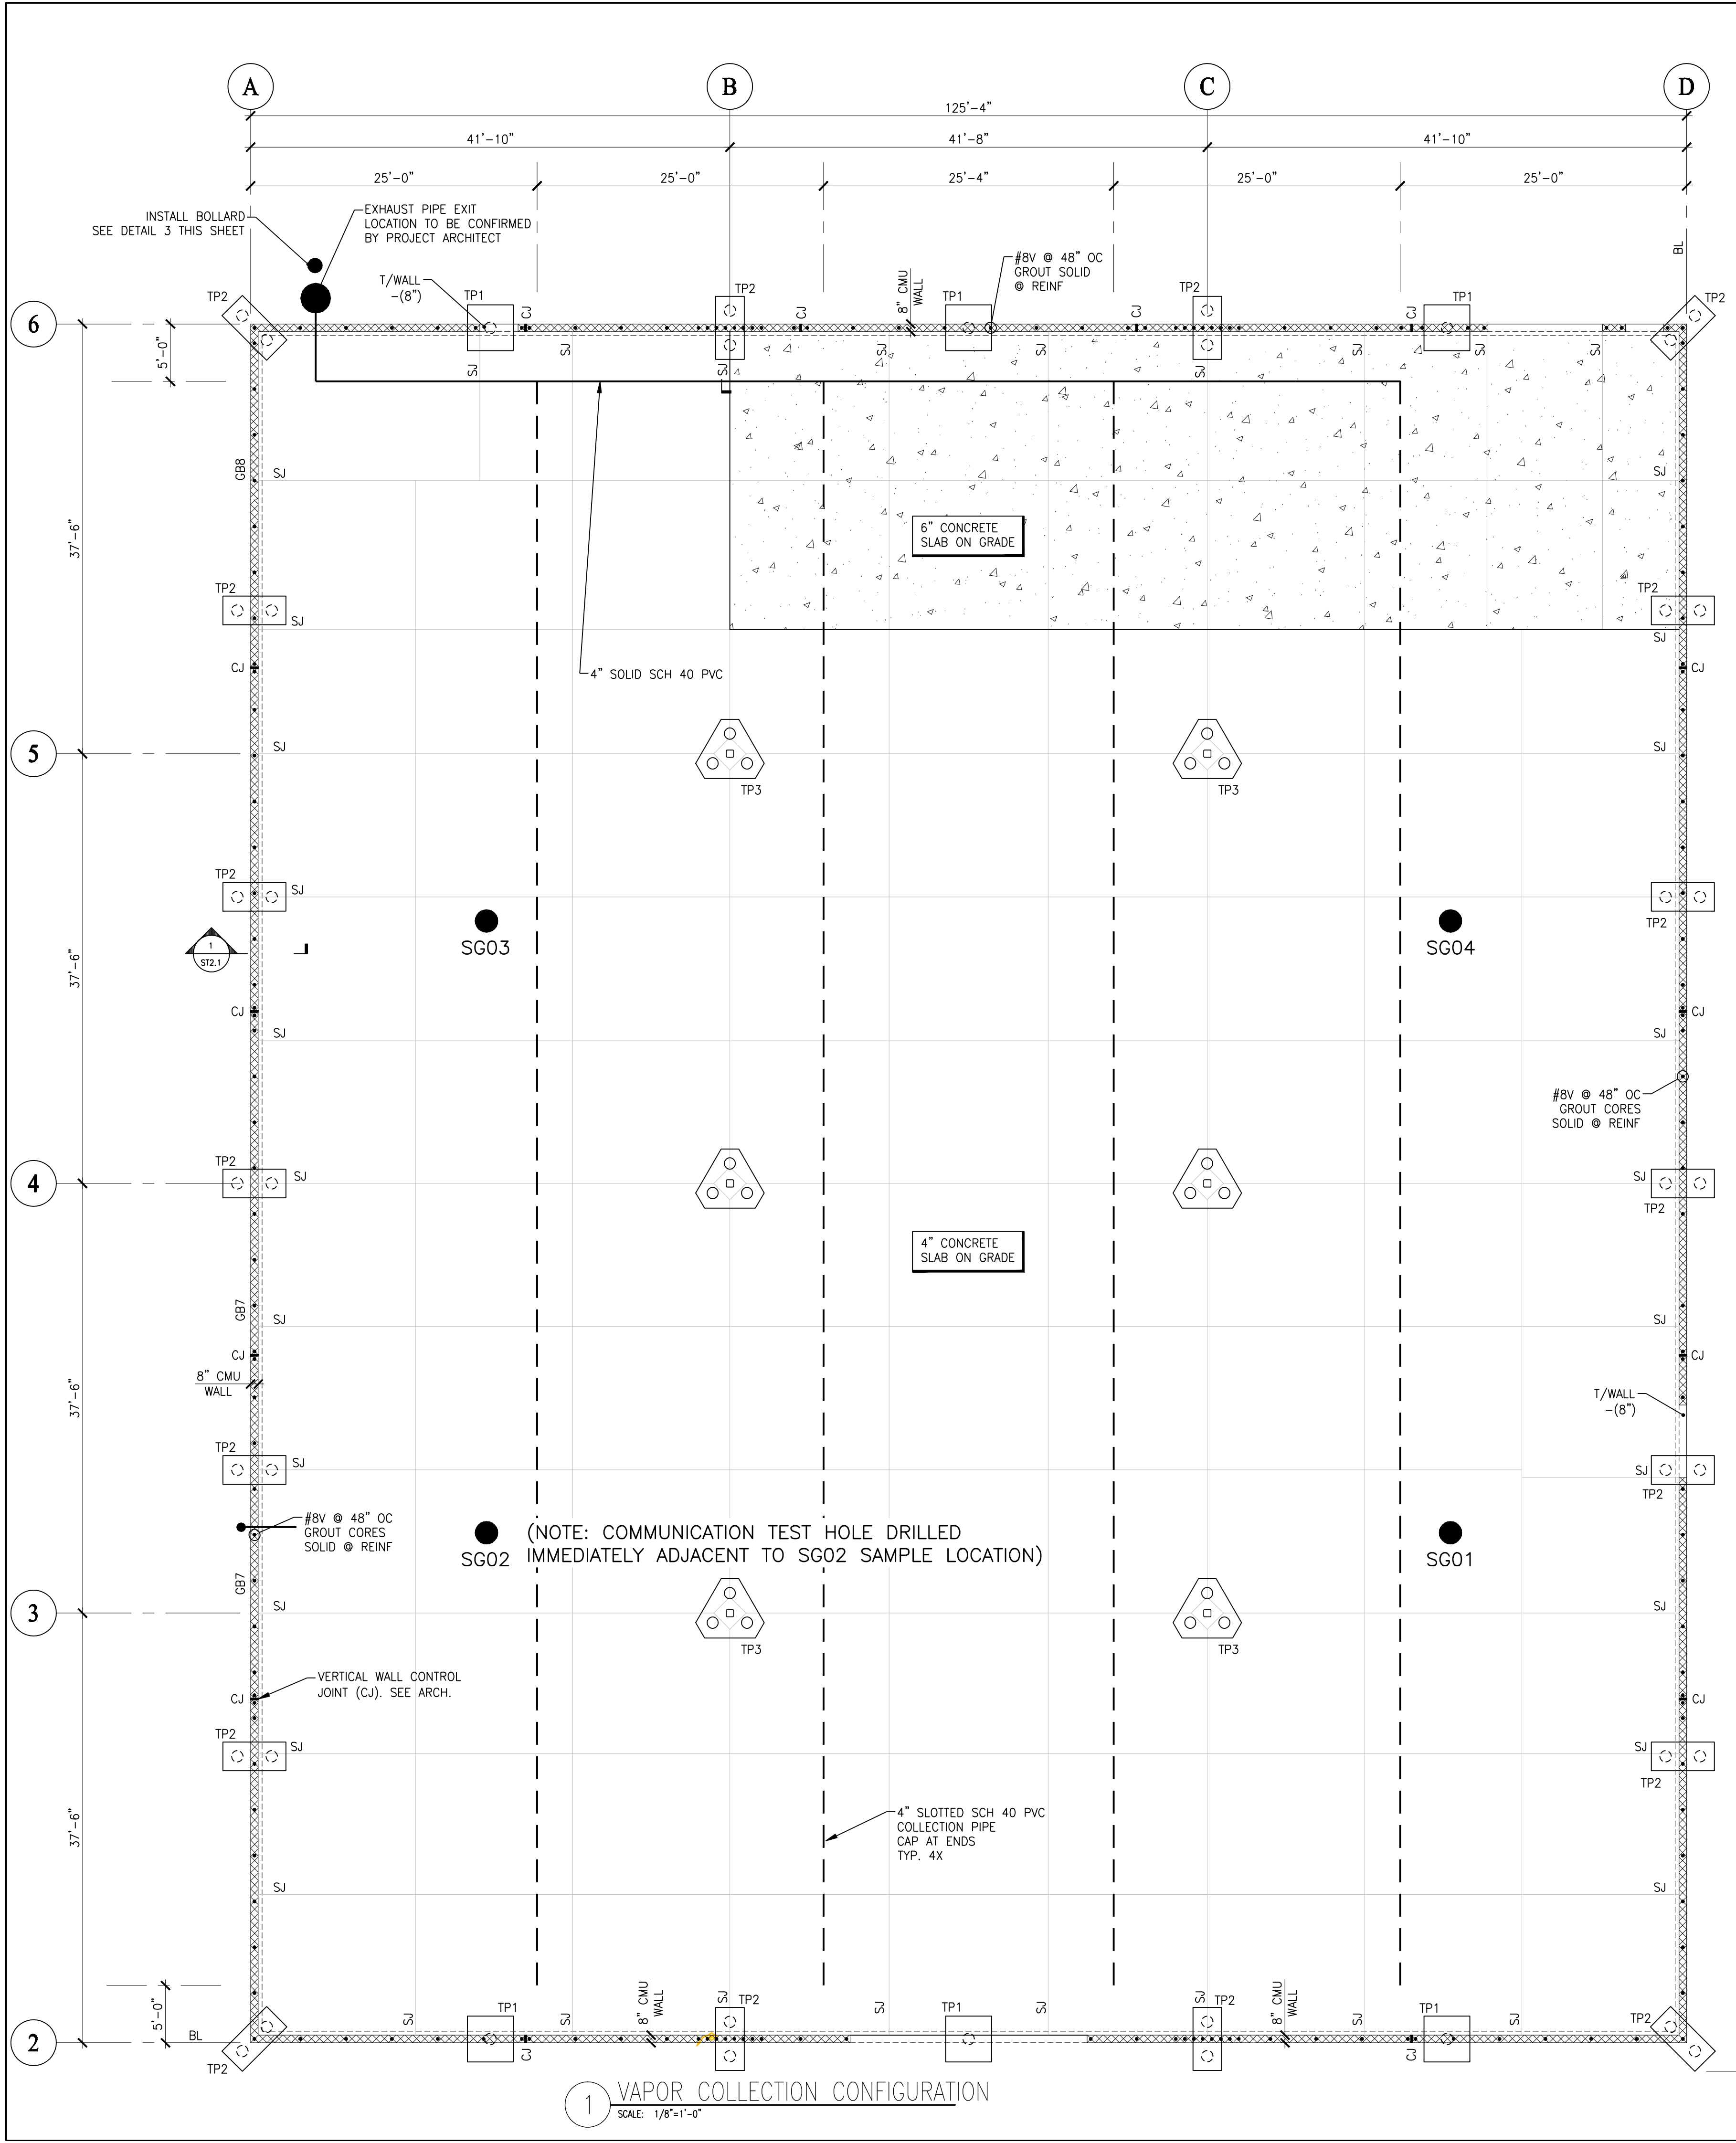 A
B
C
D
125'-4"
41'-10"
41'-8"
41'-10"
25'-0"
25'-0"
25'-4"
25'-0"
25'-0"
INSTALL BOLLARD
SEE DETAIL 3 THIS SHEET
EXHAUST PIPE EXIT
LOCATION TO BE CONFIRMED
BY PROJECT ARCHITECT
BL
#8V @ 48" OC
GROUT SOLID
@ REINF
T/WALL
-(8")
8" CMU
WALL
TP2
TP1
CJ
TP2
CJ
TP1
CJ
TP2
CJ
TP1
TP2
6
5'-0"
SJ
SJ
SJ
SJ
SJ
SJ
SJ
SJ
SJ
SJ
GB8
SJ
SJ
37'-6"
6" CONCRETE
SLAB ON GRADE
TP2
SJ
TP2
SJ
CJ
4" SOLID SCH 40 PVC
CJ
5
SJ
SJ
TP3
TP3
TP2
SJ
TP2
SG03
SG04
1
ST2.1
37'-6"
CJ
CJ
SJ
SJ
#8V @ 48" OC
GROUT CORES
SOLID @ REINF
TP2
4
SJ
SJ
TP2
4" CONCRETE
SLAB ON GRADE
GB7
SJ
SJ
CJ
CJ
8" CMU
WALL
37'-6"
T/WALL
-(8")
TP2
SJ
SJ
TP2
#8V @ 48" OC
GROUT CORES
SOLID @ REINF
SG02
(NOTE: COMMUNICATION TEST HOLE DRILLED
IMMEDIATELY ADJACENT TO SG02 SAMPLE LOCATION)
SG01
GB7
3
SJ
SJ
TP3
TP3
VERTICAL WALL CONTROL
JOINT (CJ). SEE ARCH.
CJ
CJ
TP2
SJ
SJ
TP2
37'-6"
4" SLOTTED SCH 40 PVC
COLLECTION PIPE
CAP AT ENDS
TYP. 4X
SJ
SJ
5'-0"
2
BL
TP2
SJ
TP1
CJ
SJ
8" CMU
WALL
SJ
TP2
SJ
TP1
SJ
SJ
TP2
8" CMU
WALL
SJ
TP1
CJ
SJ
TP2
1
VAPOR COLLECTION CONFIGURATION
SCALE: 1/8"=1'-0"